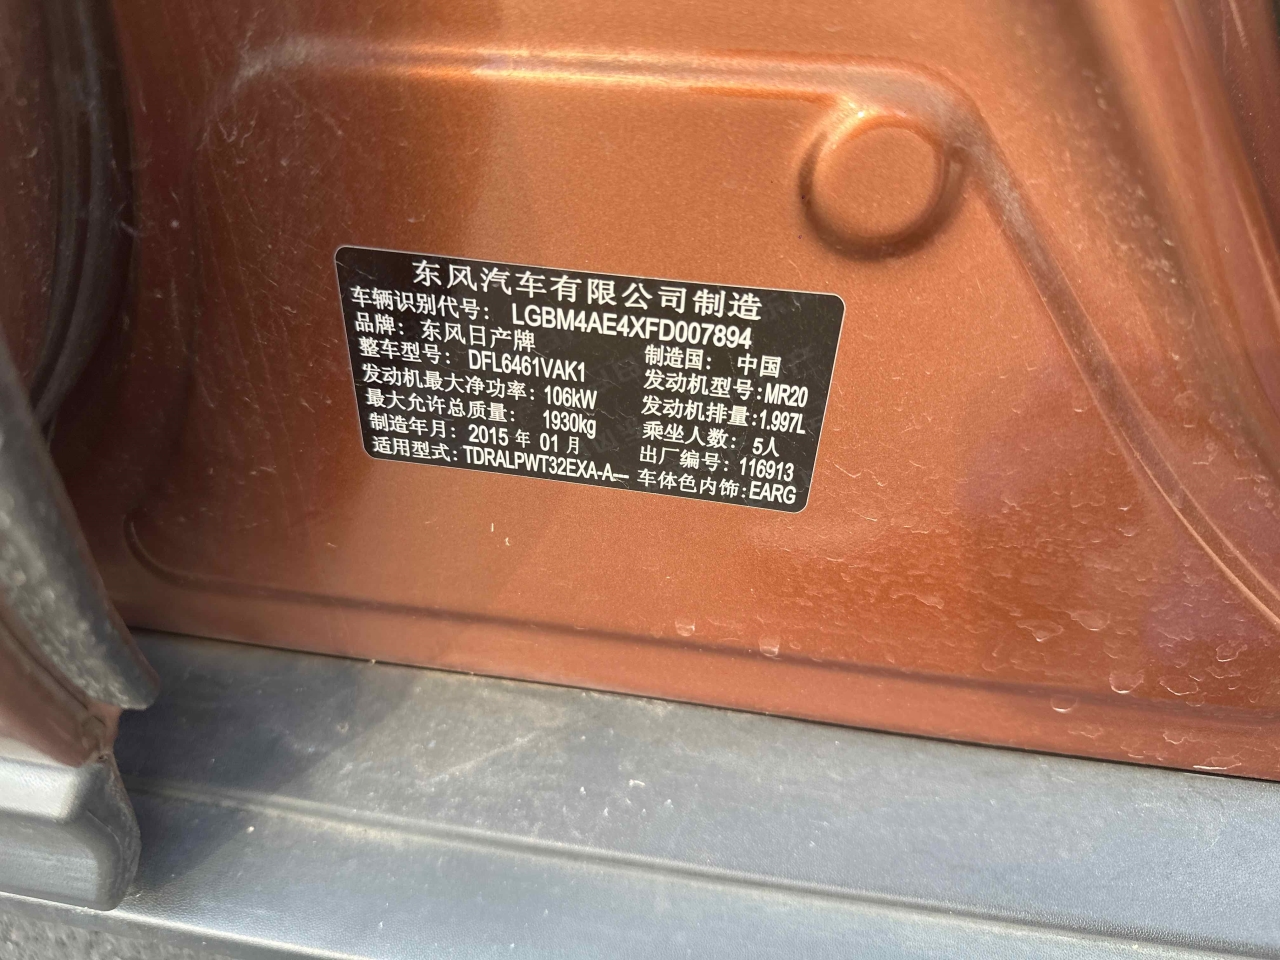 东风汽车有限公司制造
车辆识别代号: LGBM4AE4XFD007894
品牌: 东风日产牌 制造国: 中国
整车型号: DFL6461VAK1 发动机型号:MR20
发动机最大净功率: 106kW 发动机排量:1.997L
最大允许总质量: 1930kg 乘坐人数: 5人
制造年月: 2015 年 01 月 出厂编号: 116913
适用型式:TDRALPWT32EXA-A— 车体色内饰:EARG